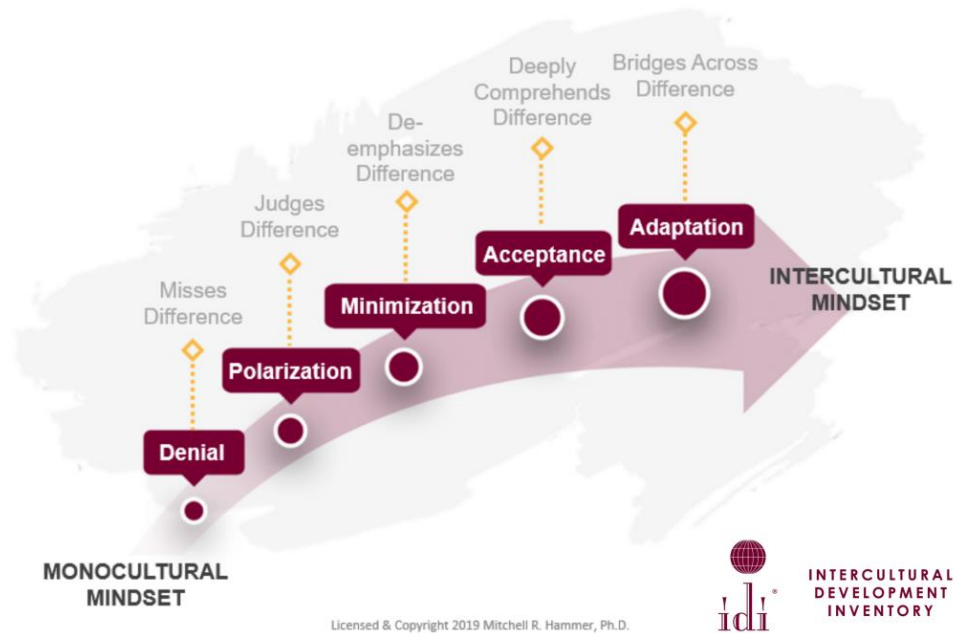 Bridges Across
Difference
Deeply
Comprehends
Difference
De-
emphasizes
Difference
Judges
Difference
Misses
Difference
Adaptation
Acceptance
Minimization
Polarization
Denial
INTERCULTURAL
MINDSET
MONOCULTURAL
MINDSET
idi®
INTERCULTURAL
DEVELOPMENT
INVENTORY
Licensed & Copyright 2019 Mitchell R. Hammer, Ph.D.